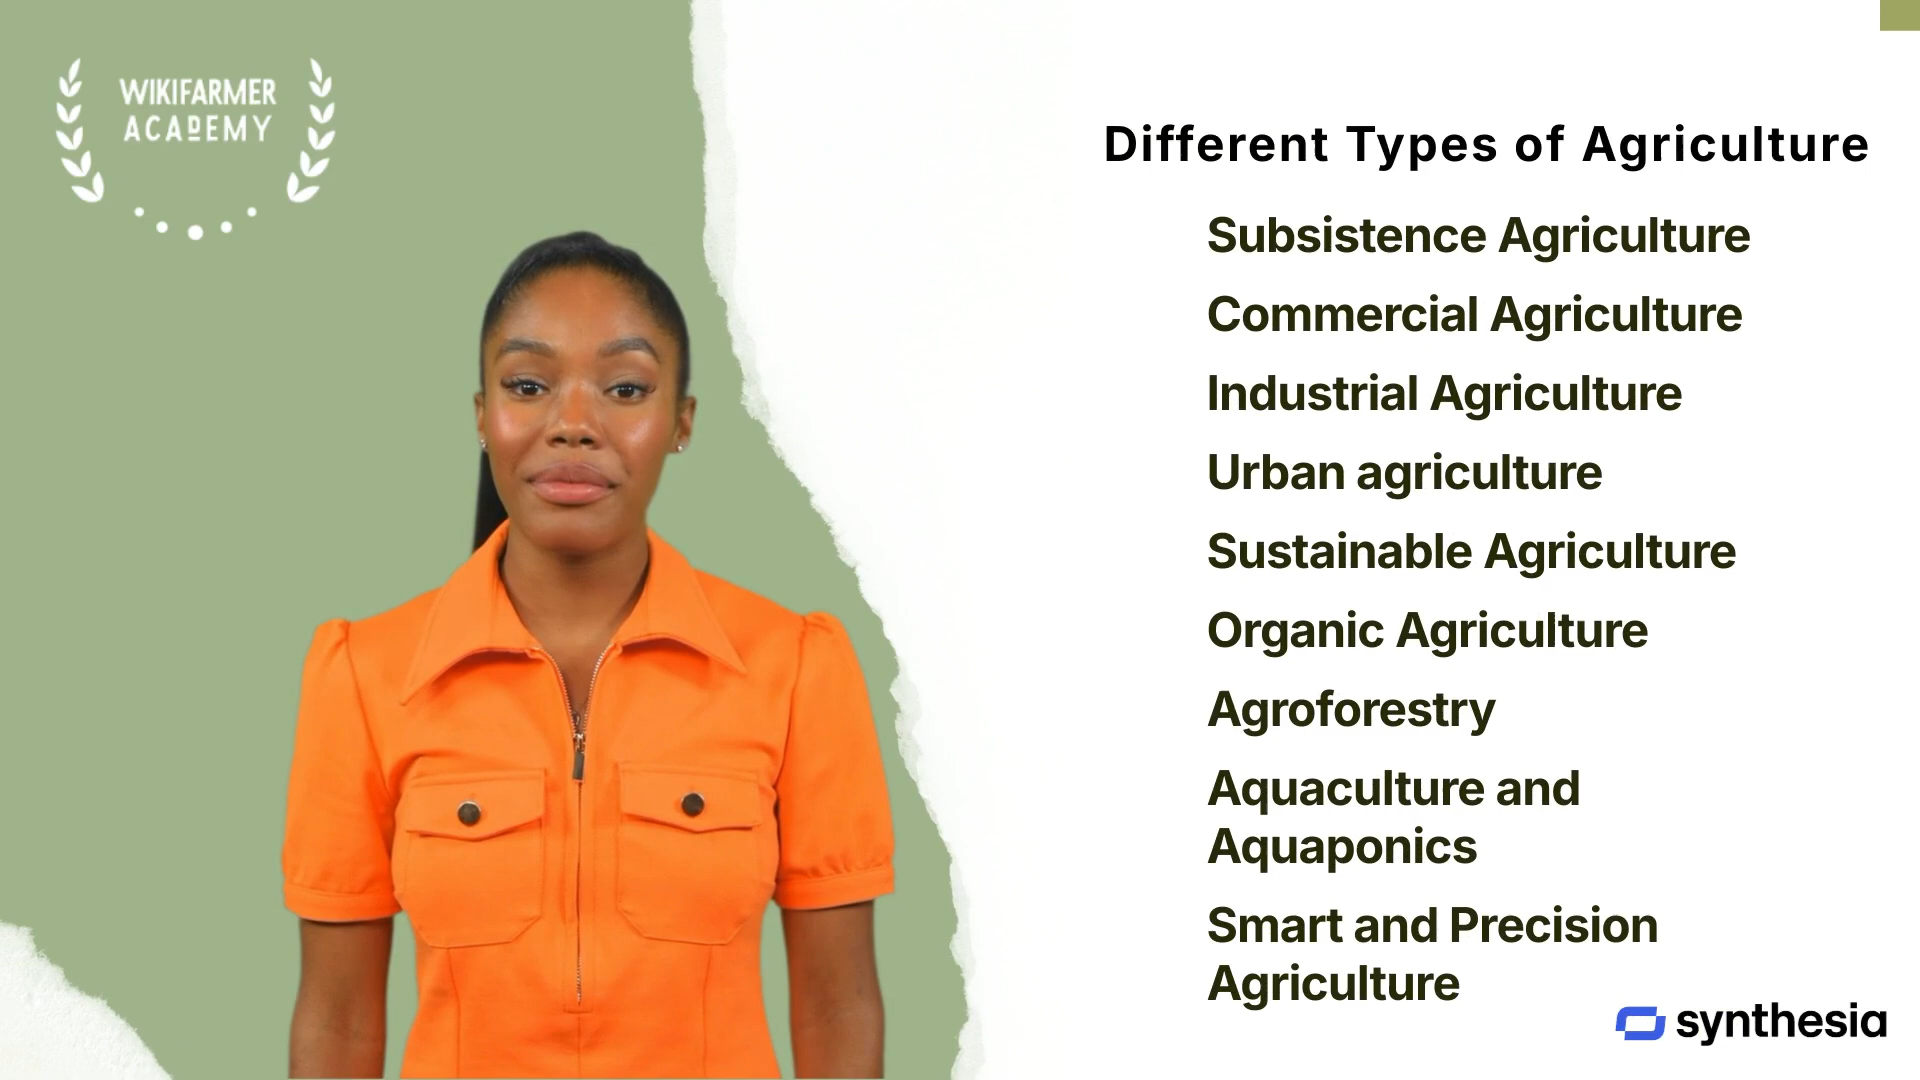 WIKIFARMER
ACADEMY
Different Types of Agriculture
Subsistence Agriculture
Commercial Agriculture
Industrial Agriculture
Urban agriculture
Sustainable Agriculture
Organic Agriculture
Agroforestry
Aquaculture and
Aquaponics
Smart and Precision
Agriculture
synthesia